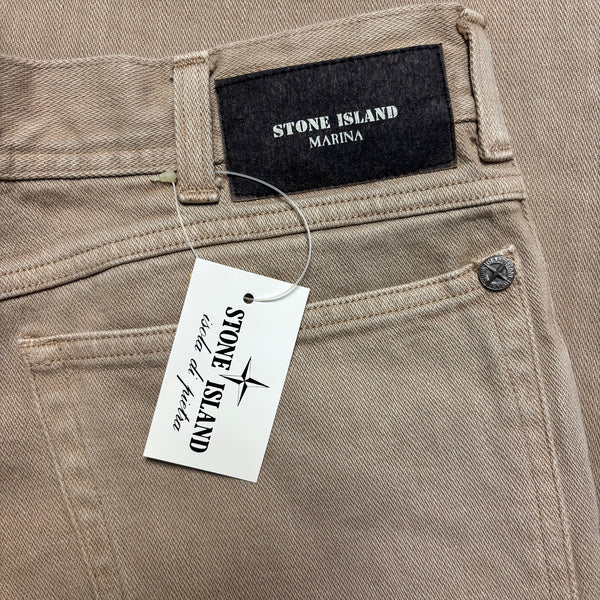 STONE ISLAND
MARINA
STONE ISLAND
isola di pietra